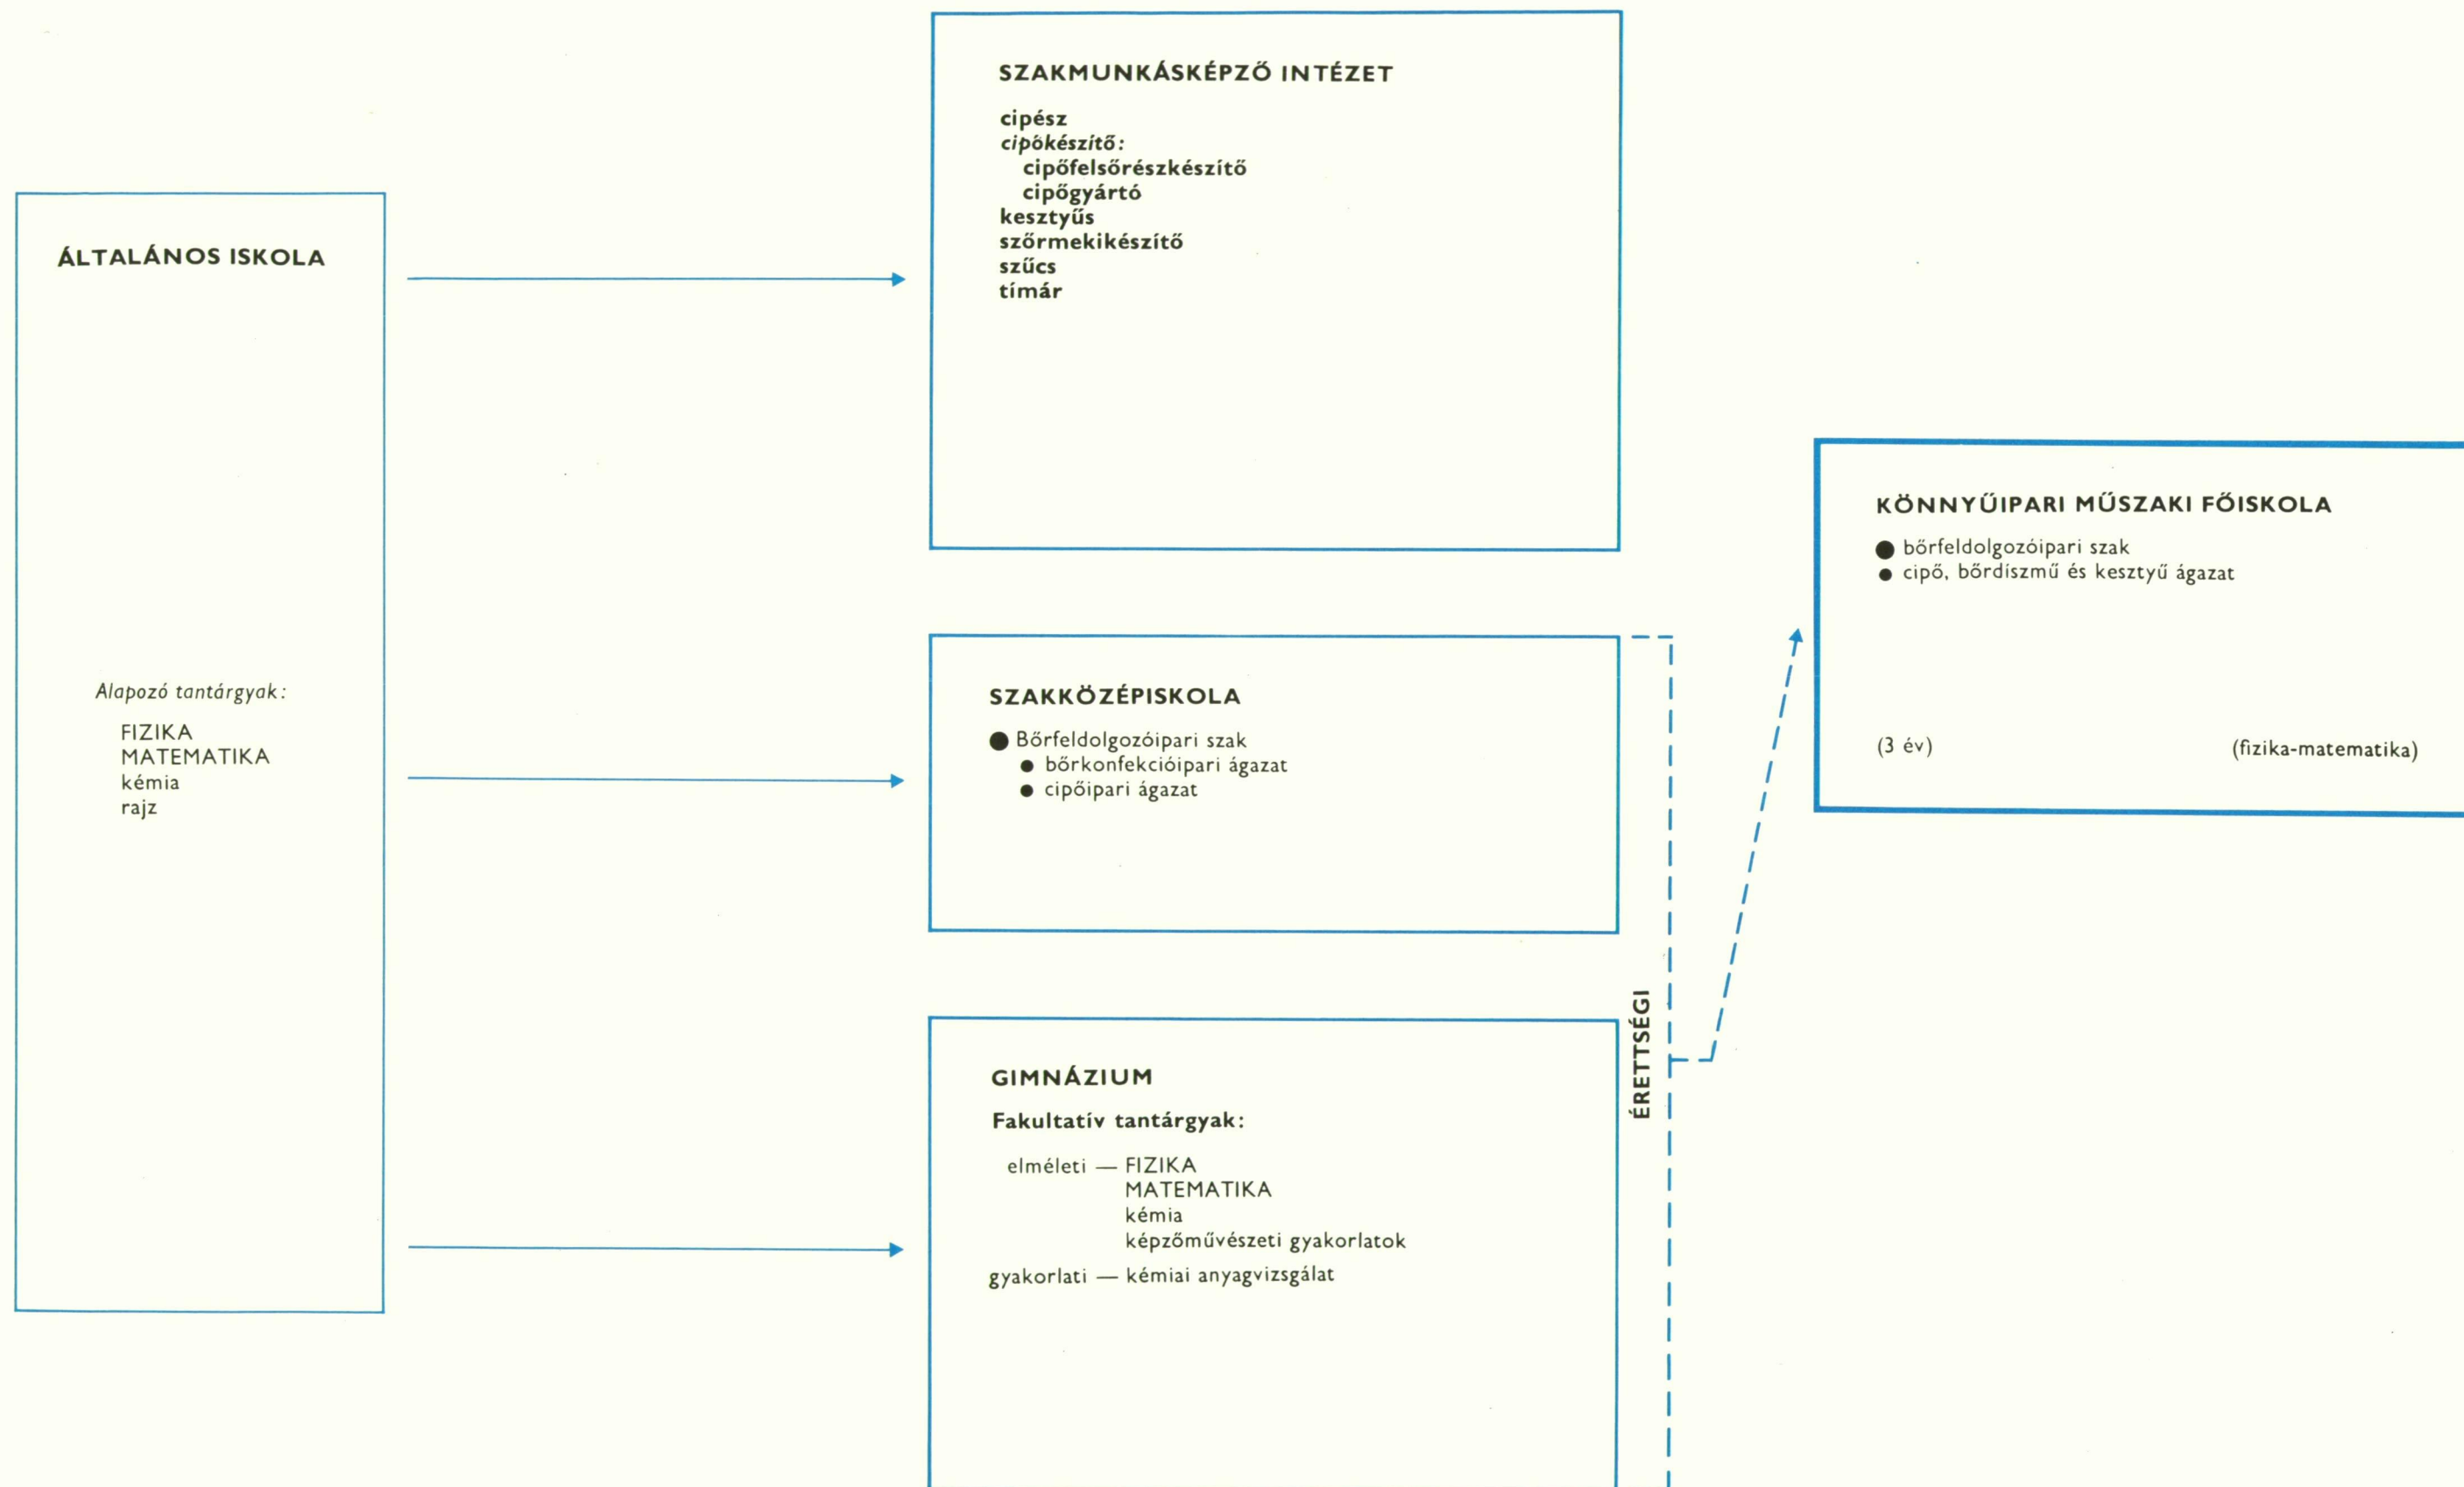 ÁLTALÁNOS ISKOLA
Alapozó tantárgyak:
FIZIKA
MATEMATIKA
kémia
rajz
SZAKMUNKÁSKÉPZŐ INTÉZET
cipész
cipőkészítő:
cipőfelsőrészkészítő
cipőgyártó
kesztyűs
szőrmekikészítő
szűcs
tímár
SZAKKÖZÉPISKOLA
● Bőrfeldolgozóipari szak
● bőrkonfekcióipari ágazat
● cipőipari ágazat
GIMNÁZIUM
Fakultatív tantárgyak:
elméleti — FIZIKA
MATEMATIKA
kémia
képzőművészeti gyakorlatok
gyakorlati — kémiai anyagvizsgálat
ÉRETTSÉGI
KÖNNYŰIPARI MŰSZAKI FŐISKOLA
● bőrfeldolgozóipari szak
● cipő, bőrdíszmű és kesztyű ágazat
(3 év) (fizika-matematika)